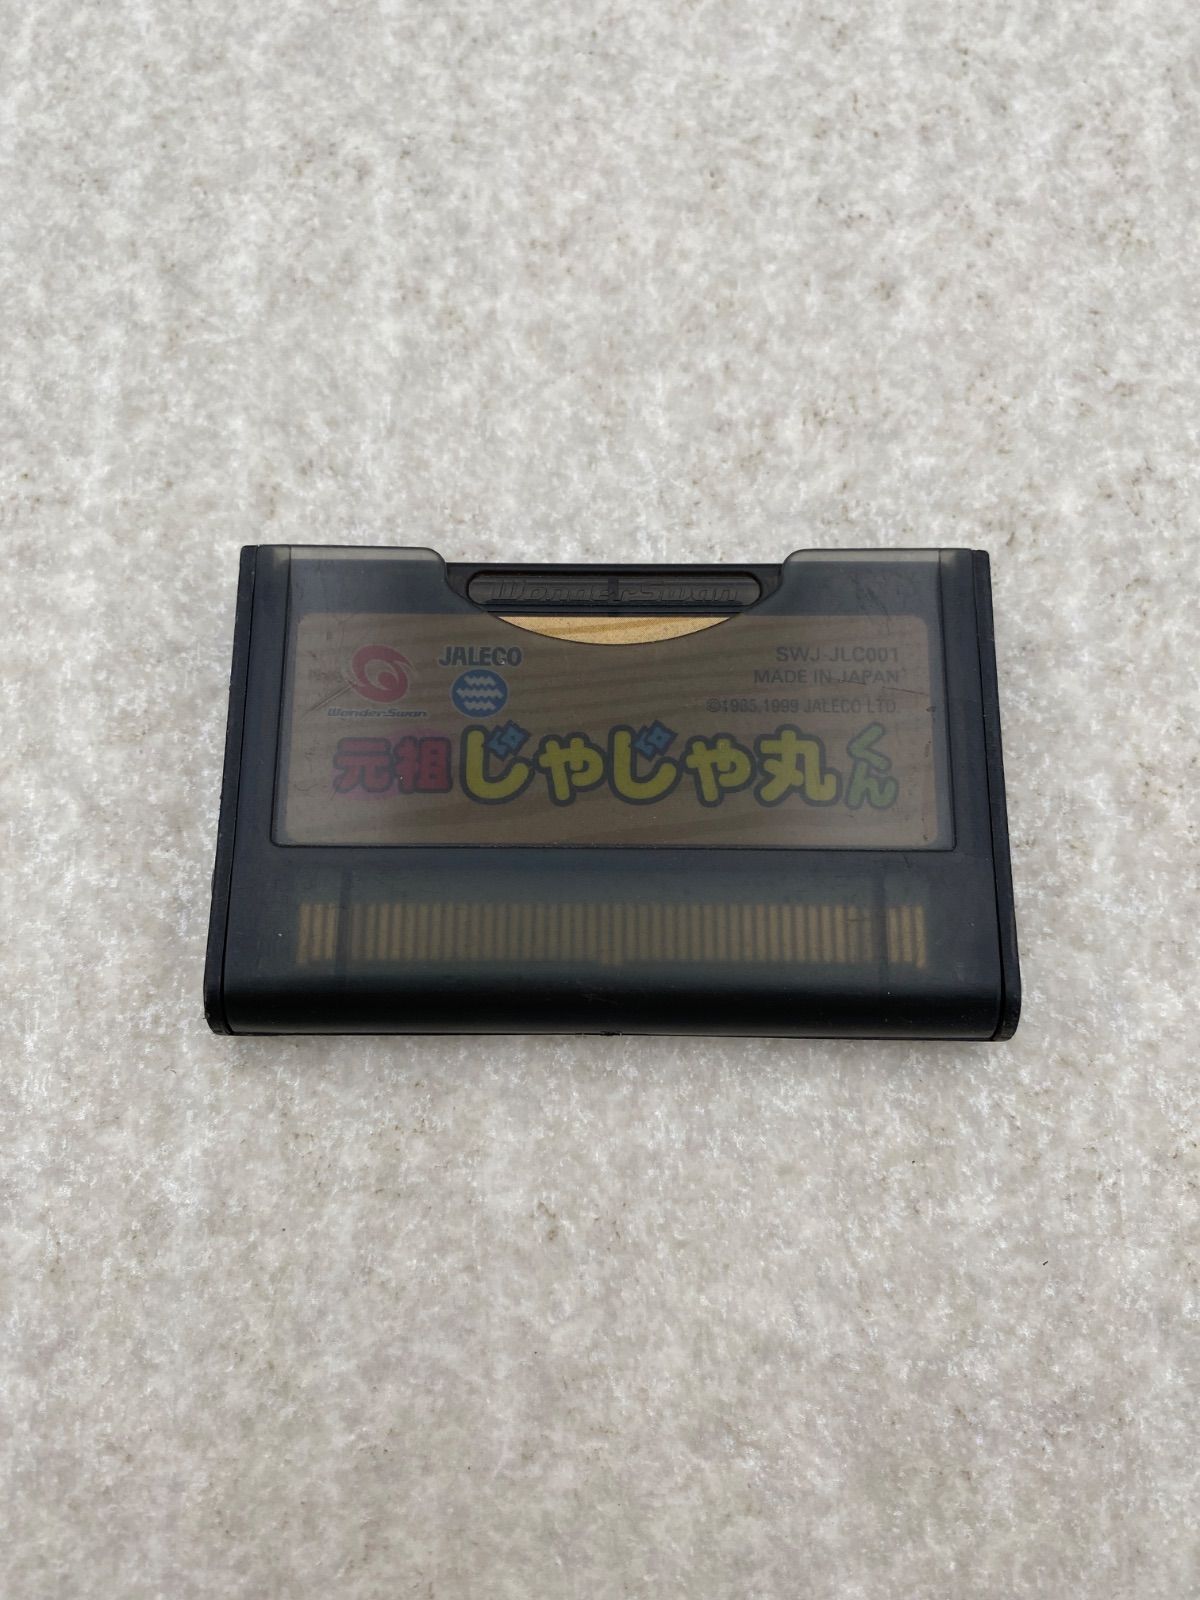 WonderSwan
JALECO
WonderSwan
SWJ-JLC001
MADE IN JAPAN
©1985,1999 JALECO LTD.
元祖じゃじゃ丸くん